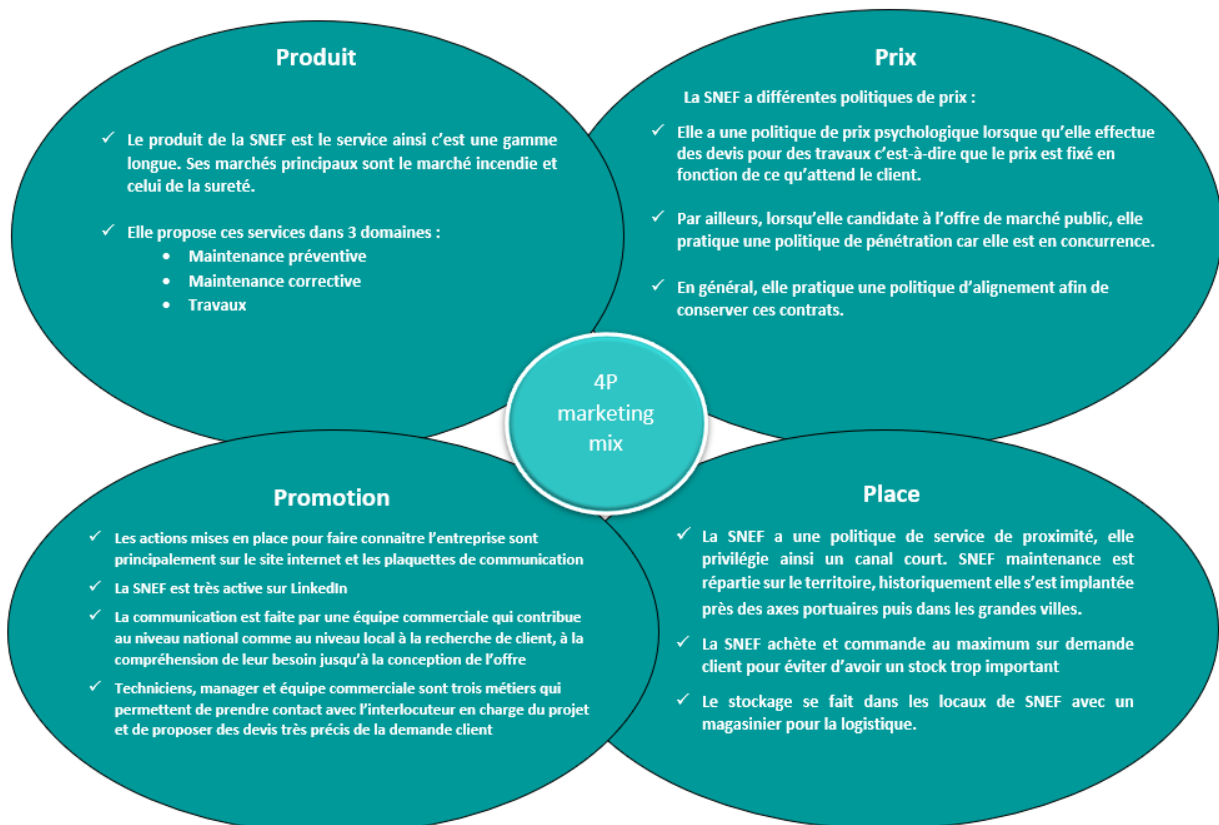 Produit
✓ Le produit de la SNEF est le service ainsi c'est une gamme
longue. Ses marchés principaux sont le marché incendie et
celui de la sureté.
✓ Elle propose ces services dans 3 domaines :
• Maintenance préventive
• Maintenance corrective
• Travaux
Prix
La SNEF a différentes politiques de prix :
✓ Elle a une politique de prix psychologique lorsque qu'elle effectue
des devis pour des travaux c'est-à-dire que le prix est fixé en
fonction de ce qu'attend le client.
✓ Par ailleurs, lorsqu'elle candidate à l'offre de marché public, elle
pratique une politique de pénétration car elle est en concurrence.
✓ En général, elle pratique une politique d'alignement afin de
conserver ces contrats.
4P
marketing
mix
Promotion
✓ Les actions mises en place pour faire connaitre l'entreprise sont
principalement sur le site internet et les plaquettes de communication
✓ La SNEF est très active sur LinkedIn
✓ La communication est faite par une équipe commerciale qui contribue
au niveau national comme au niveau local à la recherche de client, à la
compréhension de leur besoin jusqu'à la conception de l'offre
✓ Techniciens, manager et équipe commerciale sont trois métiers qui
permettent de prendre contact avec l'interlocuteur en charge du projet
et de proposer des devis très précis de la demande client
Place
✓ La SNEF a une politique de service de proximité, elle
privilégie ainsi un canal court. SNEF maintenance est
répartie sur le territoire, historiquement elle s'est implantée
près des axes portuaires puis dans les grandes villes.
✓ La SNEF achète et commande au maximum sur demande
client pour éviter d'avoir un stock trop important
✓ Le stockage se fait dans les locaux de SNEF avec un
magasinier pour la logistique.